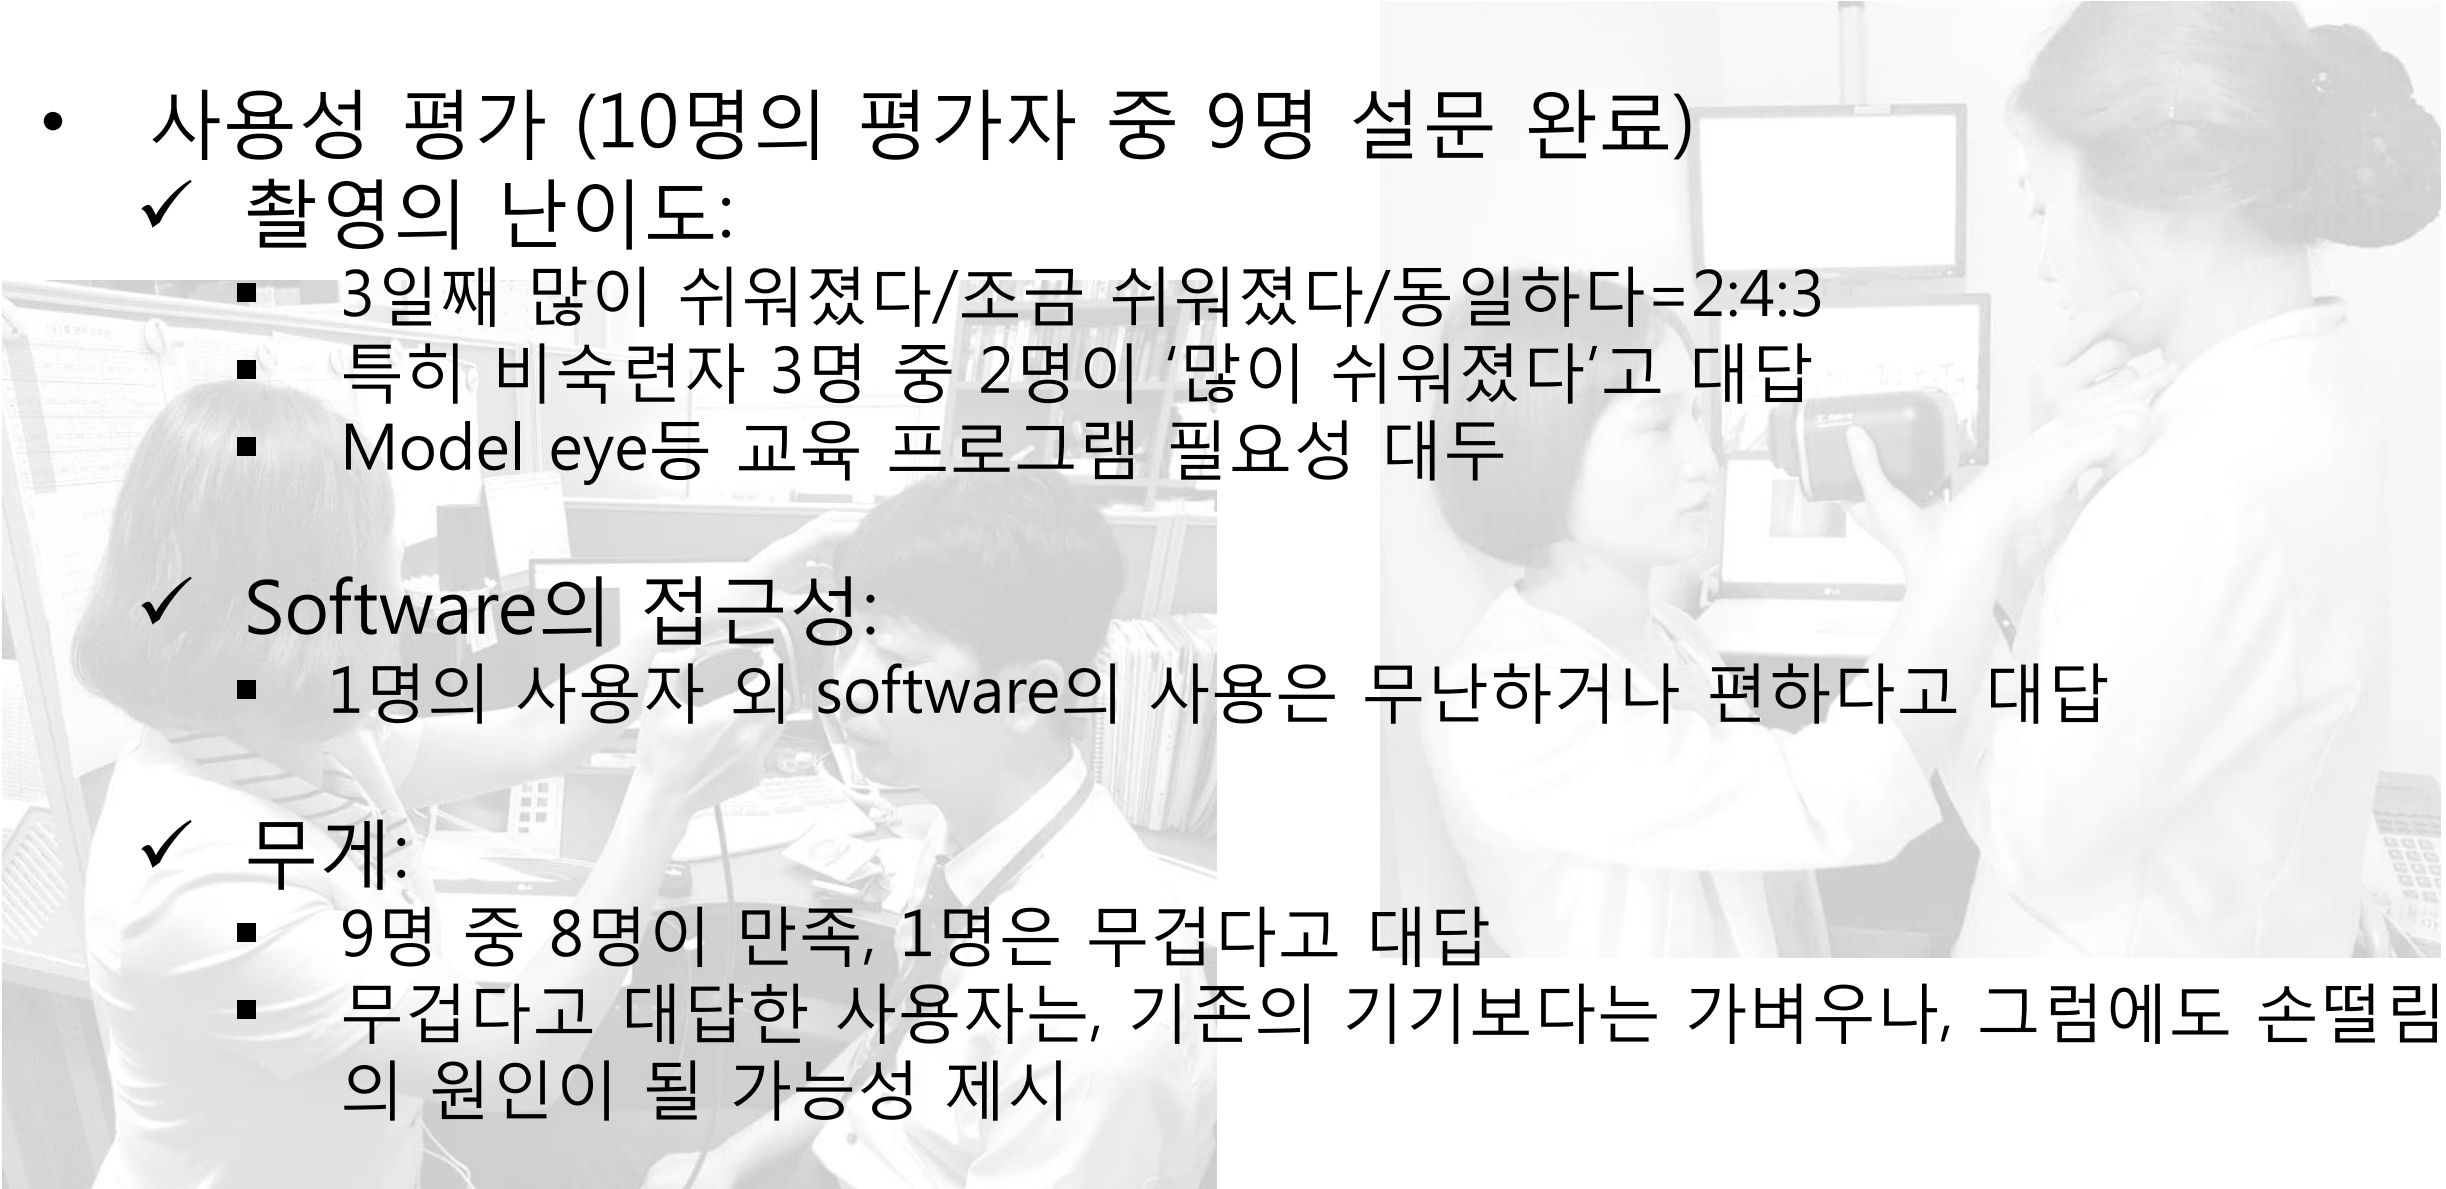 • 사용성 평가 (10명의 평가자 중 9명 설문 완료)
✓ 촬영의 난이도:
▪ 3일째 많이 쉬워졌다/조금 쉬워졌다/동일하다=2:4:3
▪ 특히 비숙련자 3명 중 2명이 ‘많이 쉬워졌다’고 대답
▪ Model eye등 교육 프로그램 필요성 대두
✓ Software의 접근성:
▪ 1명의 사용자 외 software의 사용은 무난하거나 편하다고 대답
✓ 무게:
▪ 9명 중 8명이 만족, 1명은 무겁다고 대답
▪ 무겁다고 대답한 사용자는, 기존의 기기보다는 가벼우나, 그럼에도 손떨림
의 원인이 될 가능성 제시